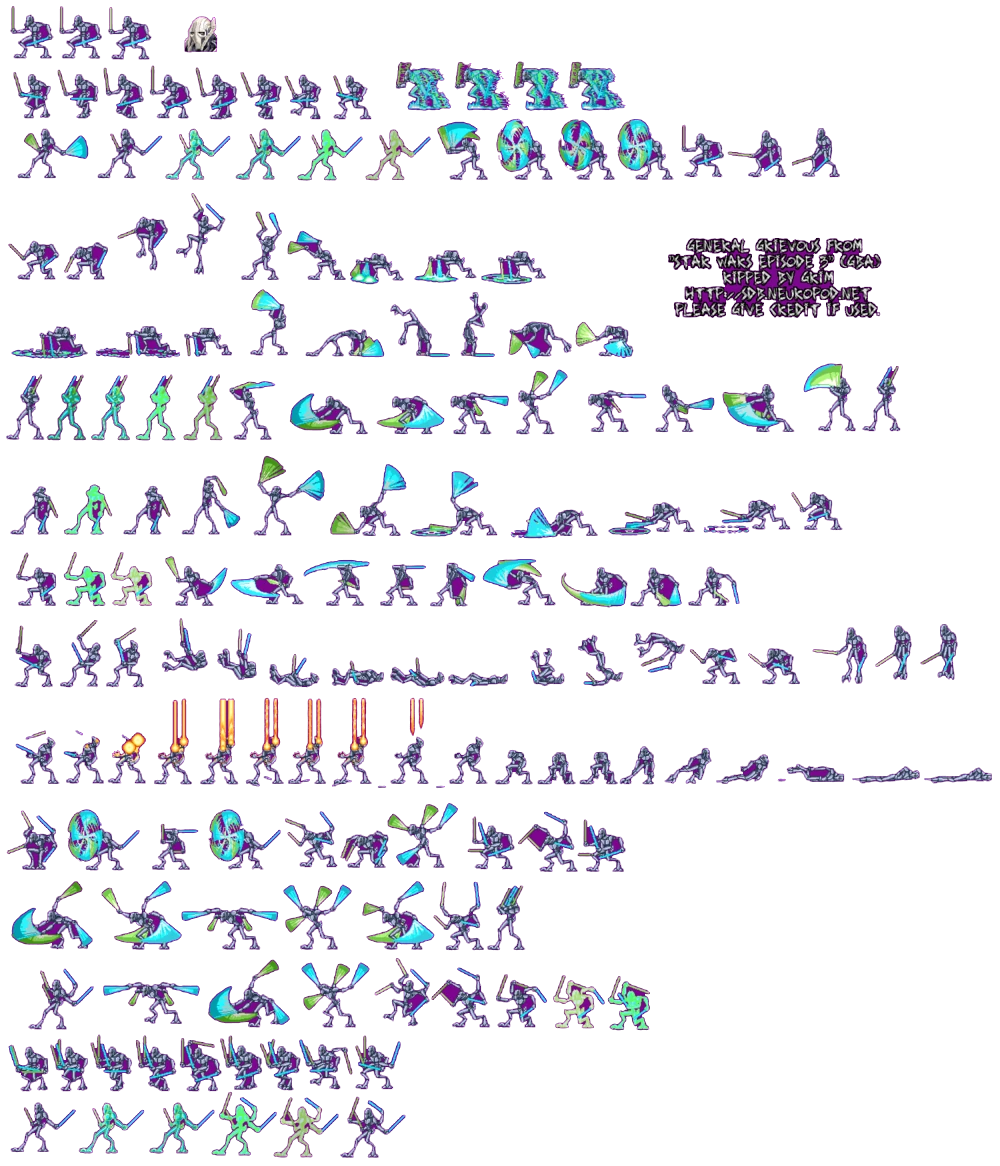 GENERAL GRIEVOUS FROM
"STAR WARS EPISODE 3" (GBA)
RIPPED BY GRIM
HTTP://SDB.NEUROPOD.NET
PLEASE GIVE CREDIT IF USED.